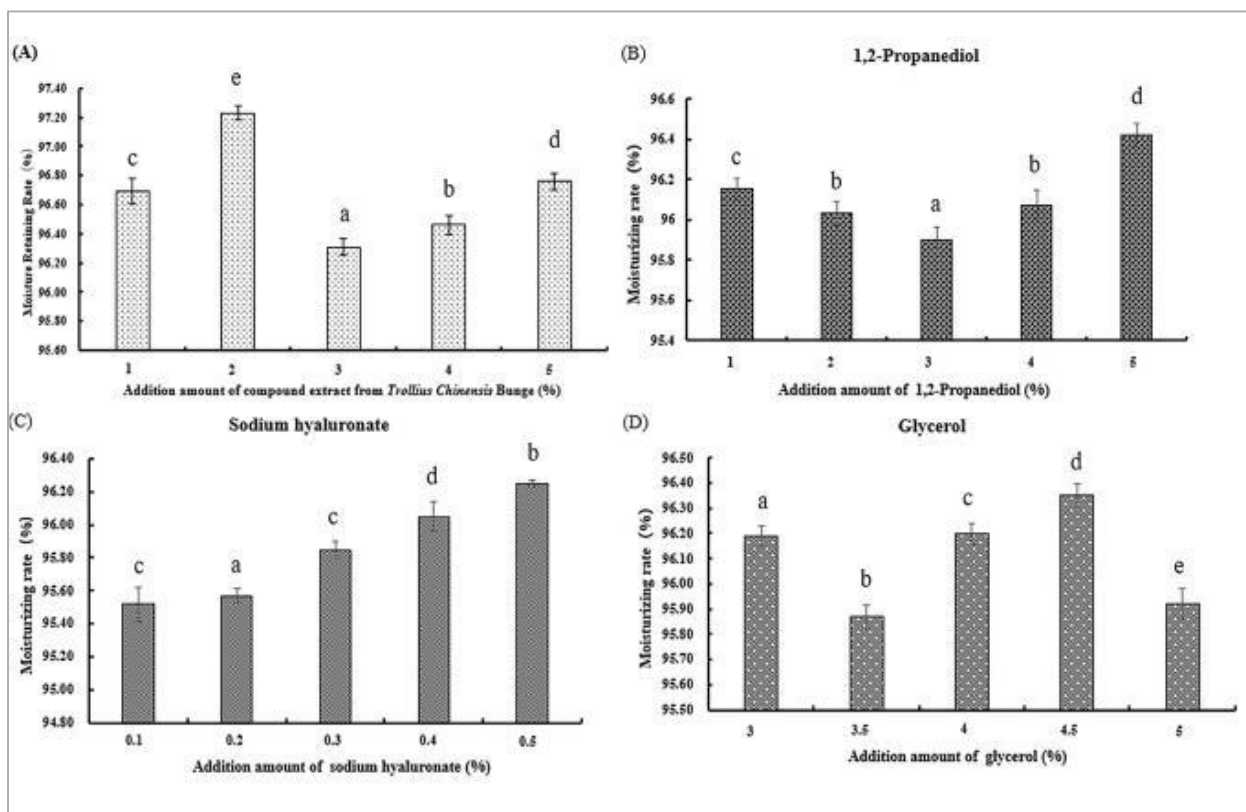 (A)
97.40
97.20
97.00
96.80
96.60
96.40
96.20
96.00
95.80
95.60
Moisture Retaining Rate (%)
c
e
a
b
d
1 2 3 4 5
Addition amount of compound extract from Trollius Chinensis Bunge (%)
(B)
1,2-Propanediol
96.6
96.4
96.2
96
95.8
95.6
95.4
Moisturizing rate (%)
c
b
a
b
d
1 2 3 4 5
Addition amount of 1,2-Propanediol (%)
(C)
Sodium hyaluronate
96.40
96.20
96.00
95.80
95.60
95.40
95.20
95.00
94.80
Moisturizing rate (%)
c
a
c
d
b
0.1 0.2 0.3 0.4 0.5
Addition amount of sodium hyaluronate (%)
(D)
Glycerol
96.50
96.40
96.30
96.20
96.10
96.00
95.90
95.80
95.70
95.60
95.50
Moisturizing rate (%)
a
b
c
d
e
3 3.5 4 4.5 5
Addition amount of glycerol (%)